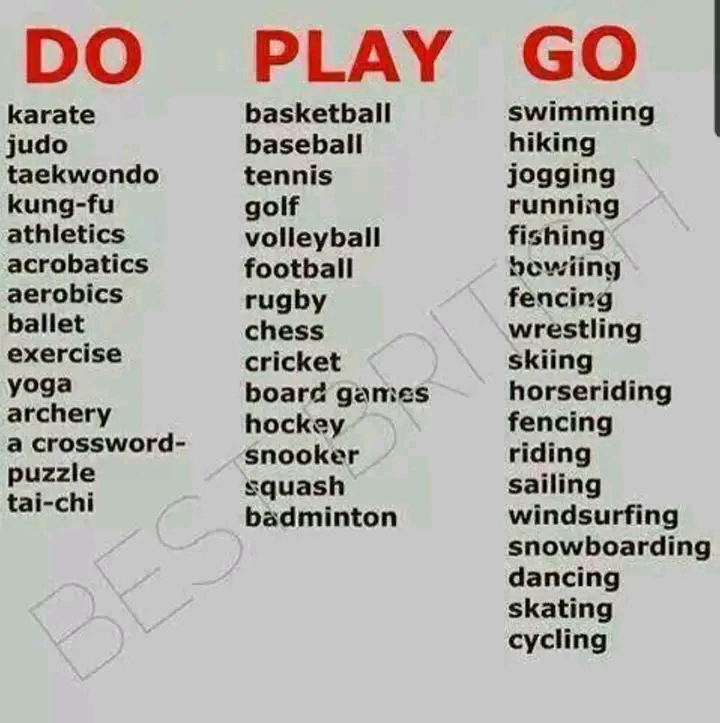 DO
karate
judo
taekwondo
kung-fu
athletics
acrobatics
aerobics
ballet
exercise
yoga
archery
a crossword-
puzzle
tai-chi
PLAY
basketball
baseball
tennis
golf
volleyball
football
rugby
chess
cricket
board games
hockey
snooker
squash
badminton
GO
swimming
hiking
jogging
running
fishing
bowling
fencing
wrestling
skiing
horseriding
fencing
riding
sailing
windsurfing
snowboarding
dancing
skating
cycling
BEST BRITISH